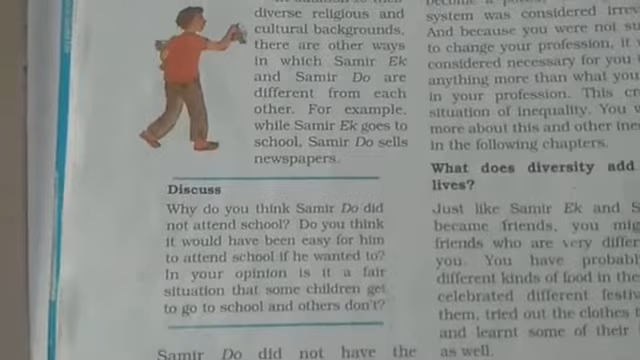 diverse religious and
cultural backgrounds,
there are other ways
in which Samir Ek
and Samir Do are
different from each
other. For example,
while Samir Ek goes to
school, Samir Do sells
newspapers.
Discuss
Why do you think Samir Do did
not attend school? Do you think
it would have been easy for him
to attend school if he wanted to?
In your opinion is it a fair
situation that some children get
to go to school and others don't?
Samir Do did not have the
system was considered
And because you were not
to change your profession, it
considered necessary for you
anything more than what you
in your profession. This
situation of inequality. You
more about this and other
in the following chapters.
What does diversity add
lives?
Just like Samir Ek and
became friends, you
friends who are very
you. You have
different kinds of food in
celebrated different
them, tried out the clothes
and learnt some of their
as well.